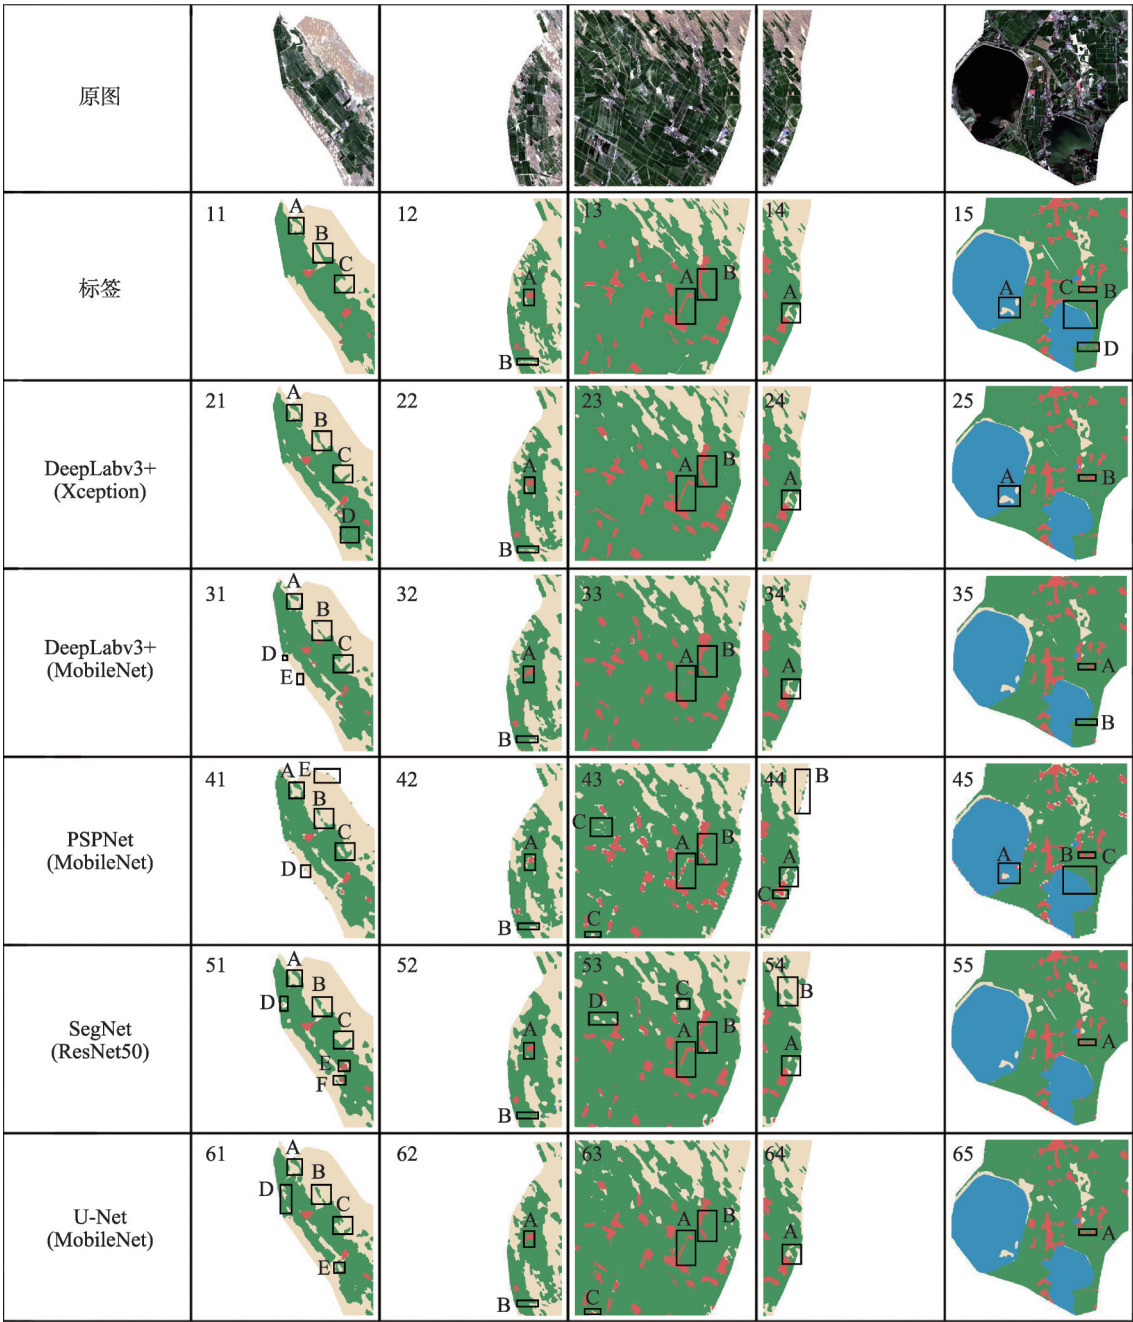 原图
标签
11
A
B
C
12
A
B
13
A
B
14
A
15
A
C
B
D
DeepLabv3+
(Xception)
21
A
B
C
D
22
A
B
23
A
B
24
A
25
A
B
DeepLabv3+
(MobileNet)
31
A
B
C
D
E
32
A
B
33
A
B
34
A
35
A
B
PSPNet
(MobileNet)
41
A
E
B
C
D
42
A
B
43
C
A
B
C
44
B
A
C
45
A
B
C
SegNet
(ResNet50)
51
A
D
B
C
E
F
52
A
B
53
D
C
A
B
54
B
A
55
A
U-Net
(MobileNet)
61
A
D
B
C
E
62
A
B
63
A
B
C
64
A
65
A